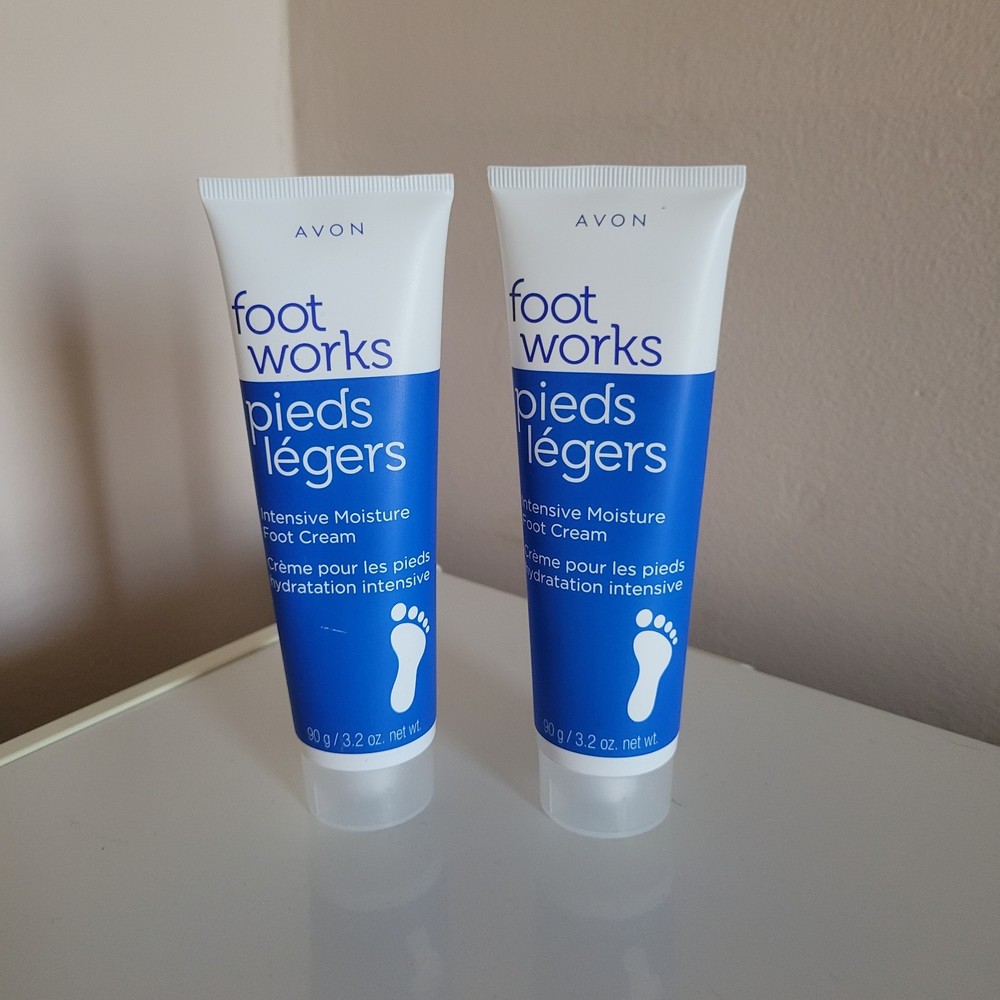 AVON
foot
works
pieds
légers
Intensive Moisture
Foot Cream
Crème pour les pieds
hydratation intensive
90 g / 3.2 oz. net wt.
AVON
foot
works
pieds
légers
Intensive Moisture
Foot Cream
Crème pour les pieds
hydratation intensive
90 g / 3.2 oz. net wt.